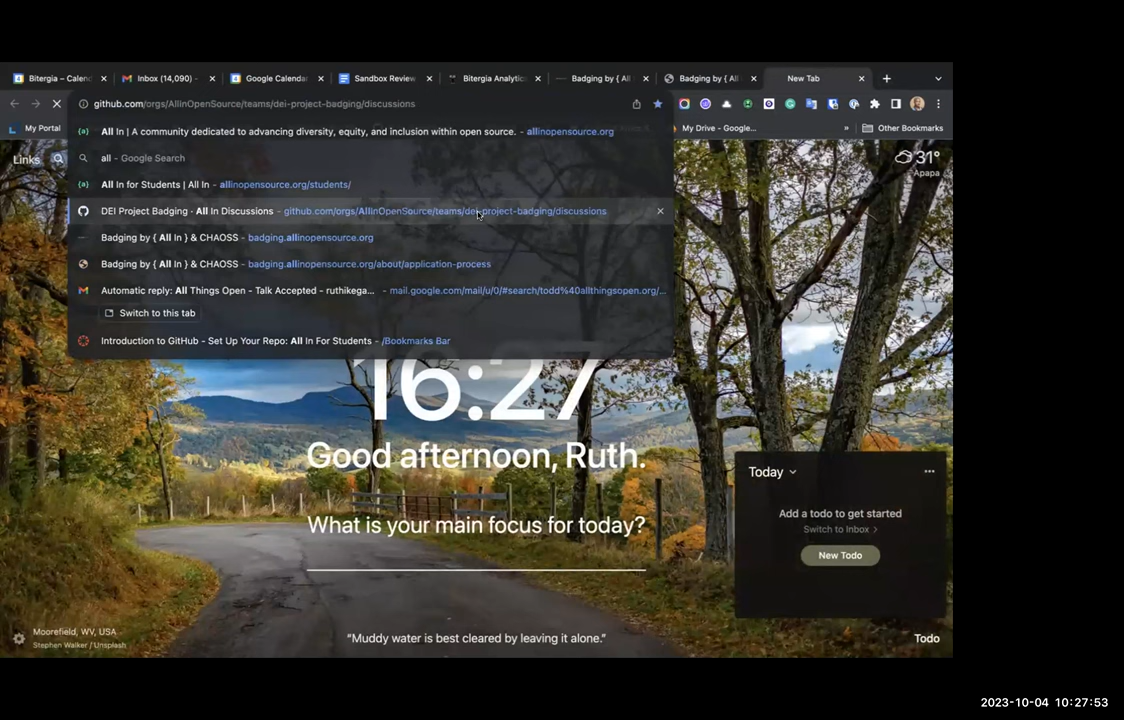 Bitergia – Calend
Inbox (14,090) -
Google Calenda
Sandbox Review
Bitergia Analytic
Badging by { All
Badging by { All
New Tab
github.com/orgs/AllInOpenSource/teams/dei-project-badging/discussions
My Portal
My Drive - Google...
»
Other Bookmarks
All In | A community dedicated to advancing diversity, equity, and inclusion within open source. - allinopensource.org
all - Google Search
All In for Students | All In - allinopensource.org/students/
DEI Project Badging · All In Discussions - github.com/orgs/AllInOpenSource/teams/dei-project-badging/discussions
Badging by { All In } & CHAOSS - badging.allinopensource.org
Badging by { All In } & CHAOSS - badging.allinopensource.org/about/application-process
Automatic reply: All Things Open - Talk Accepted - ruthikega... - mail.google.com/mail/u/0/#search/todd%40allthingsopen.org/...
Switch to this tab
Introduction to GitHub - Set Up Your Repo: All In For Students - /Bookmarks Bar
Links
31°
Apapa
16:27
Good afternoon, Ruth.
What is your main focus for today?
Today
Add a todo to get started
Switch to Inbox >
New Todo
Moorefield, WV, USA
Stephen Walker / Unsplash
“Muddy water is best cleared by leaving it alone.”
Todo
2023-10-04 10:27:53